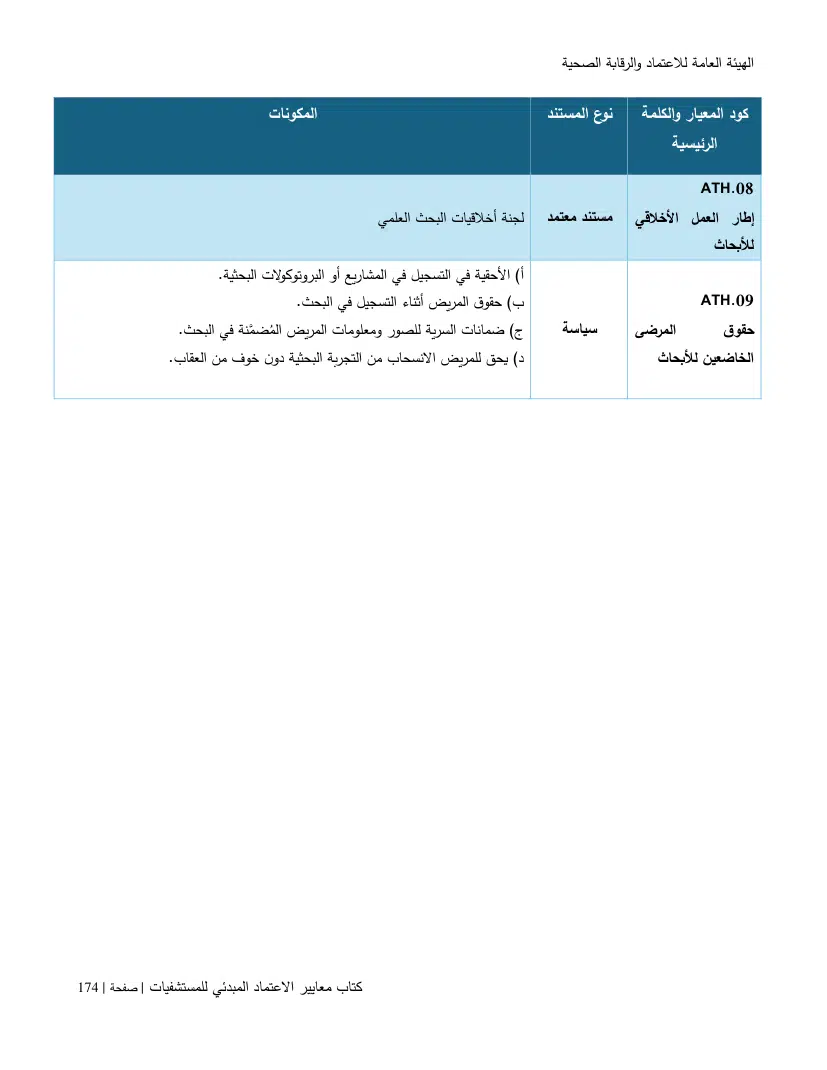 الهيئة العامة للاعتماد والرقابة الصحية
كود المعيار والكلمة
الرئيسية
نوع المستند
المكونات
ATH.08
إطار العمل الأخلاقي
للأبحاث
مستند معتمد
لجنة أخلاقيات البحث العلمي
ATH.09
حقوق المرضى
الخاضعين للأبحاث
سياسة
أ) الأحقية في التسجيل في المشاريع أو البروتوكولات البحثية.
ب) حقوق المريض أثناء التسجيل في البحث.
ج) ضمانات السرية للصور ومعلومات المريض المُضمَّنة في البحث.
د) يحق للمريض الانسحاب من التجربة البحثية دون خوف من العقاب.
كتاب معايير الاعتماد المبدئي للمستشفيات | صفحة | 174